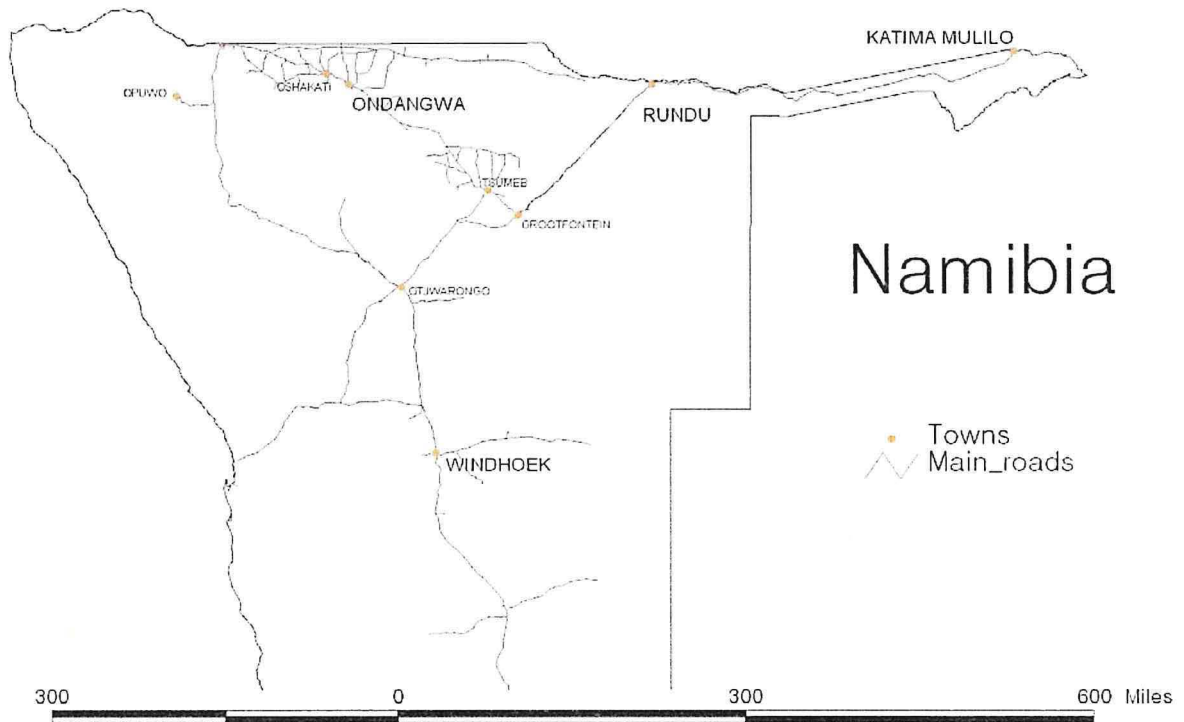 KATIMA MULILO
OPUWO
OSHAKATI
ONDANGWA
RUNDU
TSUMEB
GROOTFONTEIN
Namibia
OTJIWARONGO
Towns
Main_roads
WINDHOEK
300 0 300 600 Miles